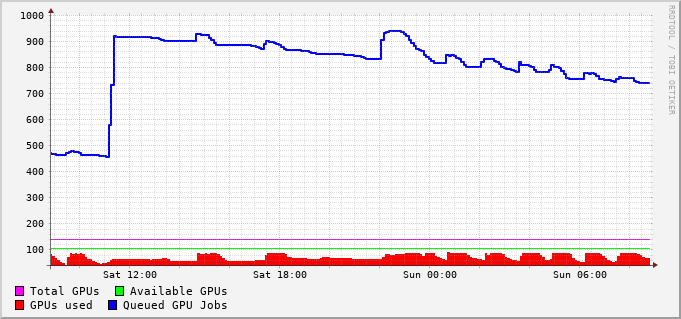 1000
900
800
700
600
500
400
300
200
100
Sat 12:00 Sat 18:00 Sun 00:00 Sun 06:00
Total GPUs Available GPUs
GPUs used Queued GPU Jobs
RRDTOOL / TOBI OETIKER